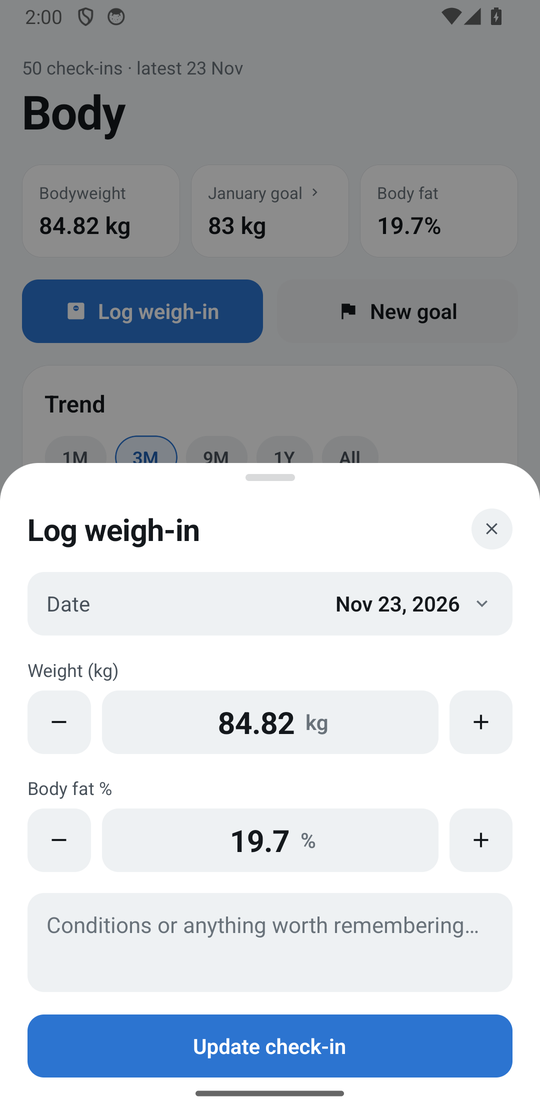 2:00
50 check-ins · latest 23 Nov
Body
Bodyweight
84.82 kg
January goal
83 kg
Body fat
19.7%
Log weigh-in
New goal
Trend
1M 3M 9M 1Y All
Log weigh-in
Date
Nov 23, 2026
Weight (kg)
− 84.82 kg +
Body fat %
− 19.7 % +
Conditions or anything worth remembering…
Update check-in